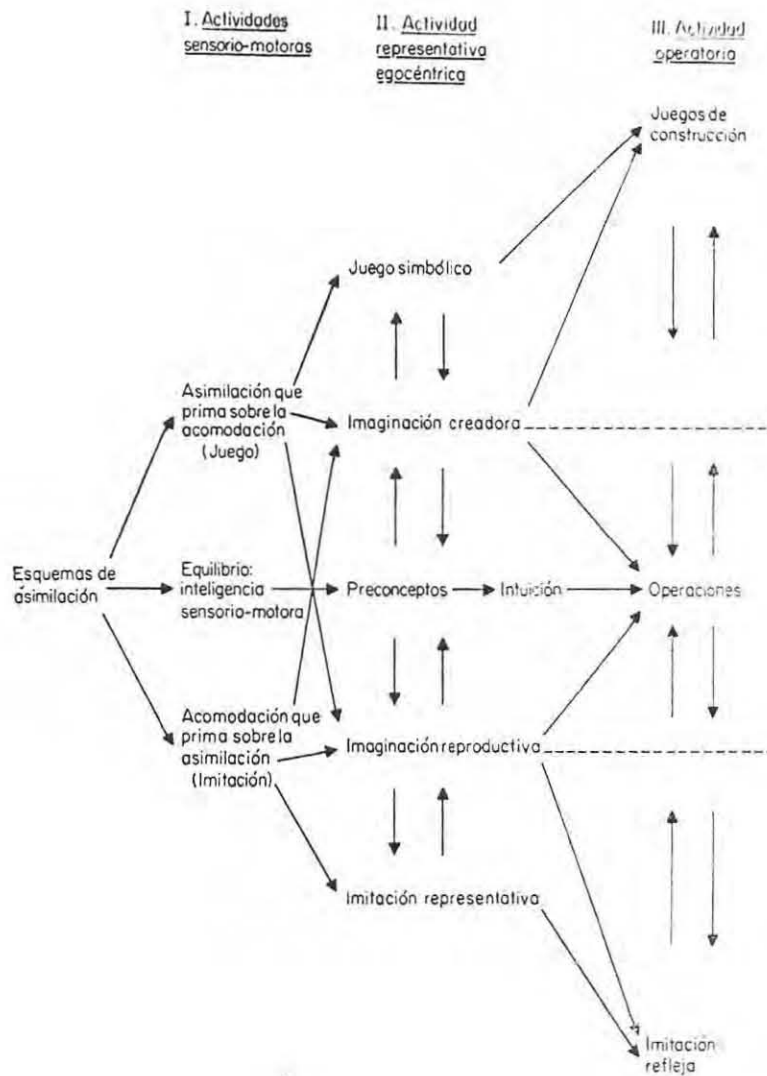 I. Actividades
sensorio-motoras
II. Actividad
representativa
egocéntrica
III. Actividad
operatoria
Juegos de
construcción
Juego simbólico
Asimilación que
prima sobre la
acomodación
(Juego)
Imaginación creadora
Esquemas de
asimilación
Equilibrio:
inteligencia
sensorio-motora
Preconceptos
Intuición
Operaciones
Acomodación que
prima sobre la
asimilación
(Imitación)
Imaginación reproductiva
Imitación representativa
Imitación
refleja